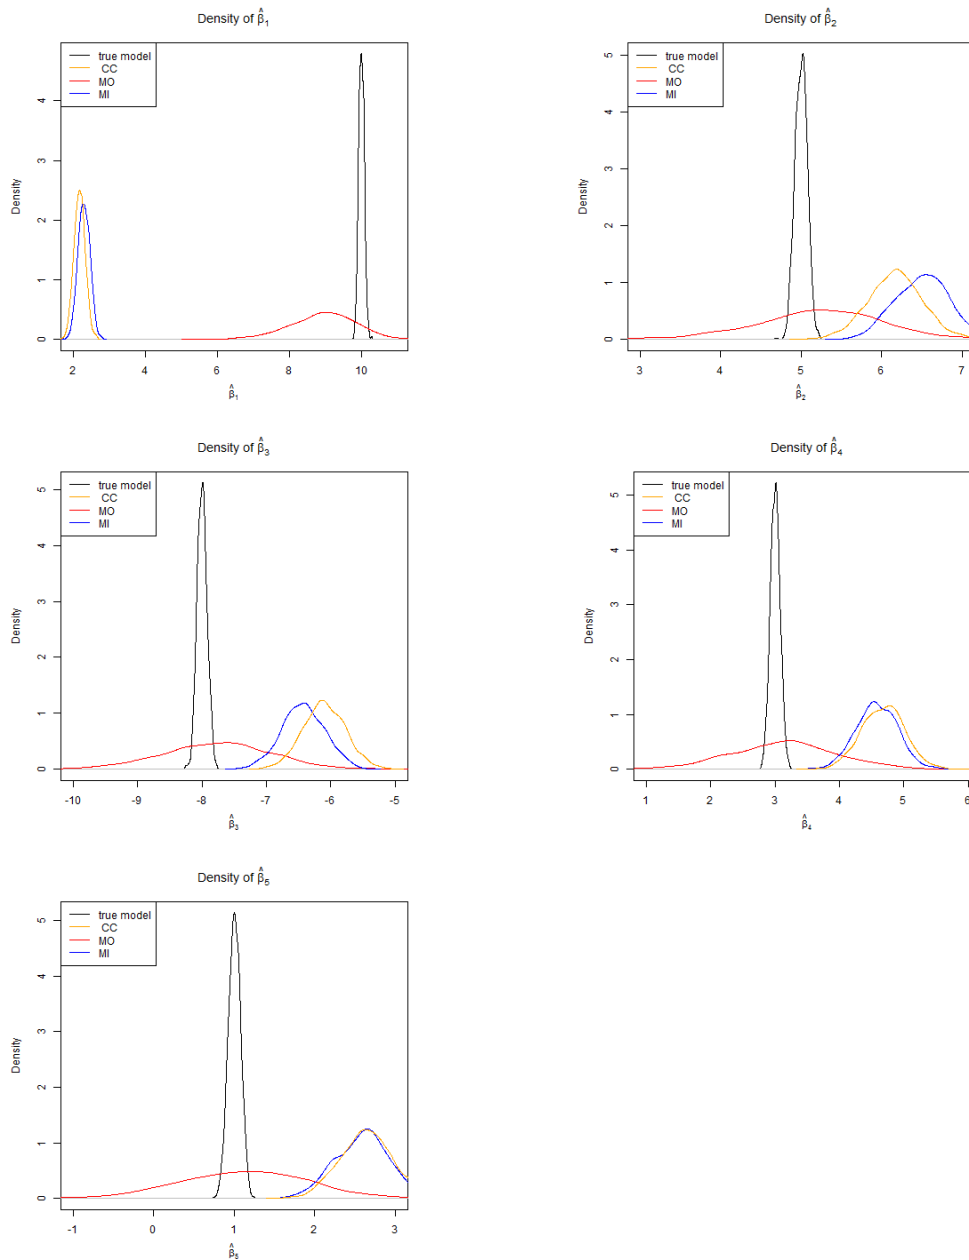 Density of β̂₁
true model
CC
MO
MI
Density
0
1
2
3
4
2 4 6 8 10
β̂₁
Density of β̂₂
true model
CC
MO
MI
Density
0
1
2
3
4
5
3 4 5 6 7
β̂₂
Density of β̂₃
true model
CC
MO
MI
Density
0
1
2
3
4
5
-10 -9 -8 -7 -6 -5
β̂₃
Density of β̂₄
true model
CC
MO
MI
Density
0
1
2
3
4
5
1 2 3 4 5 6
β̂₄
Density of β̂₅
true model
CC
MO
MI
Density
0
1
2
3
4
5
-1 0 1 2 3
β̂₅